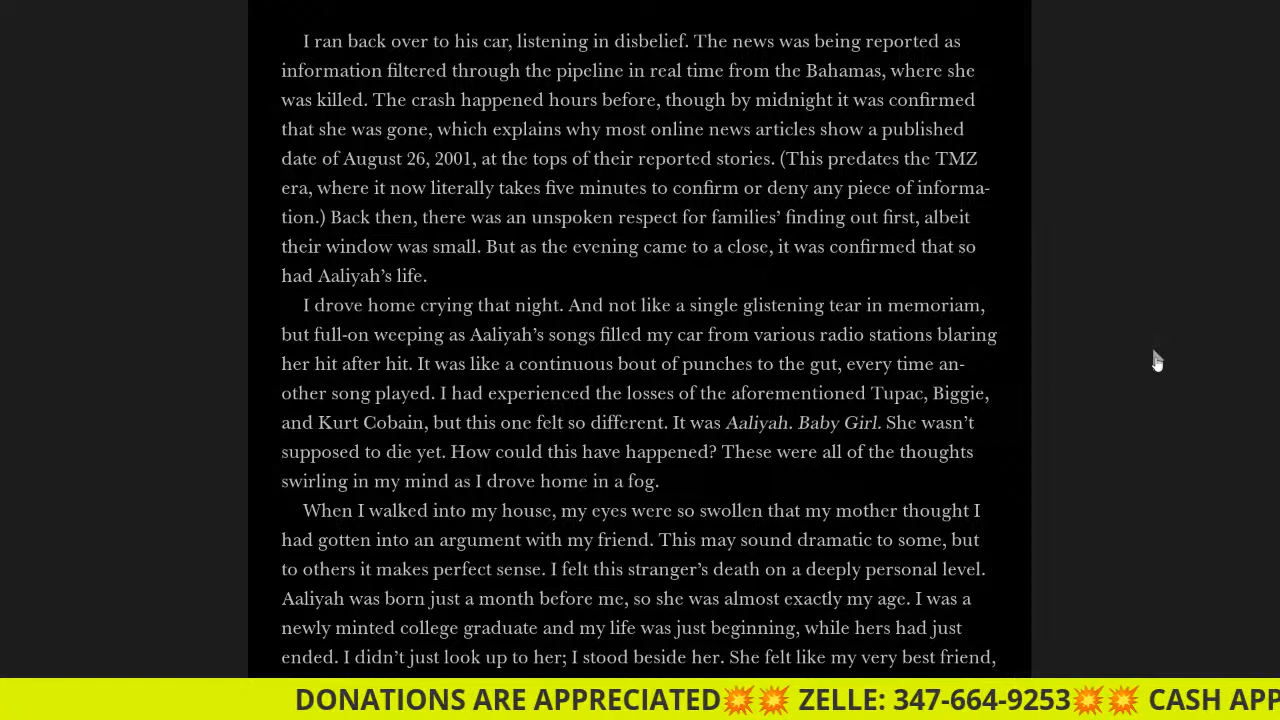 I ran back over to his car, listening in disbelief. The news was being reported as
information filtered through the pipeline in real time from the Bahamas, where she
was killed. The crash happened hours before, though by midnight it was confirmed
that she was gone, which explains why most online news articles show a published
date of August 26, 2001, at the tops of their reported stories. (This predates the TMZ
era, where it now literally takes five minutes to confirm or deny any piece of informa-
tion.) Back then, there was an unspoken respect for families’ finding out first, albeit
their window was small. But as the evening came to a close, it was confirmed that so
had Aaliyah’s life.
I drove home crying that night. And not like a single glistening tear in memoriam,
but full-on weeping as Aaliyah’s songs filled my car from various radio stations blaring
her hit after hit. It was like a continuous bout of punches to the gut, every time an-
other song played. I had experienced the losses of the aforementioned Tupac, Biggie,
and Kurt Cobain, but this one felt so different. It was Aaliyah. Baby Girl. She wasn’t
supposed to die yet. How could this have happened? These were all of the thoughts
swirling in my mind as I drove home in a fog.
When I walked into my house, my eyes were so swollen that my mother thought I
had gotten into an argument with my friend. This may sound dramatic to some, but
to others it makes perfect sense. I felt this stranger’s death on a deeply personal level.
Aaliyah was born just a month before me, so she was almost exactly my age. I was a
newly minted college graduate and my life was just beginning, while hers had just
ended. I didn’t just look up to her; I stood beside her. She felt like my very best friend,
DONATIONS ARE APPRECIATED💥💥 ZELLE: 347-664-9253💥💥 CASH APP